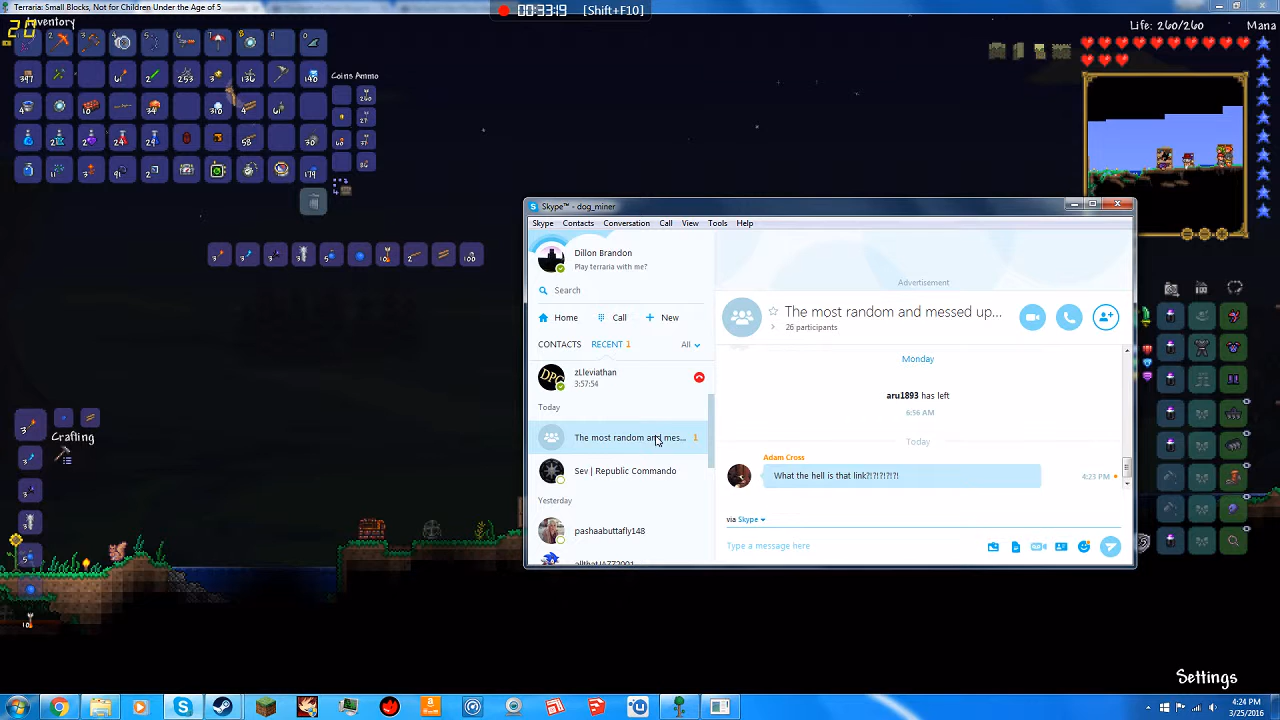 Terraria: Small Blocks, Not for Children Under the Age of 5
00:33:19 [Shift+F10]
20
Inventory
Life: 260/260
Mana
Coins Ammo
Skype™ - dog_miner
Skype Contacts Conversation Call View Tools Help
Dillon Brandon
Play terraria with me?
Search
Home Call New
CONTACTS RECENT 1 All
zLleviathan
3:57:54
Today
The most random and mes... 1
Sev | Republic Commando
Yesterday
pashaabuttafly148
Advertisement
The most random and messed up...
26 participants
Monday
aru1893 has left
6:56 AM
Today
Adam Cross
What the hell is that link?!?!?!?!?!
4:23 PM
via Skype
Type a message here
Crafting
Settings
4:24 PM
3/25/2016